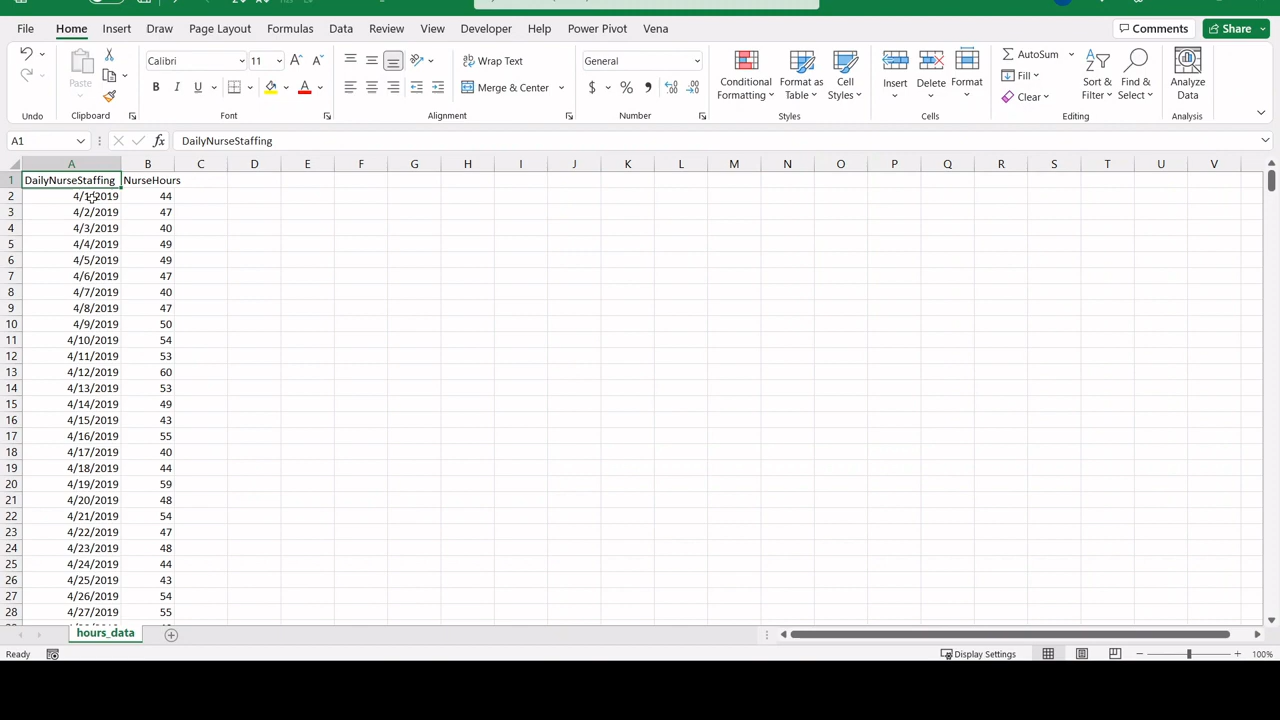 File Home Insert Draw Page Layout Formulas Data Review View Developer Help Power Pivot Vena Comments Share
Calibri 11 Wrap Text General AutoSum
Paste Merge & Center Conditional Formatting Format as Table Cell Styles Insert Delete Format Fill Sort & Filter Find & Select Analyze Data
Clear
Undo Clipboard Font Alignment Number Styles Cells Editing Analysis
A1 DailyNurseStaffing
A B C D E F G H I J K L M N O P Q R S T U V
1 DailyNurseStaffing NurseHours
2 4/1/2019 44
3 4/2/2019 47
4 4/3/2019 40
5 4/4/2019 49
6 4/5/2019 49
7 4/6/2019 47
8 4/7/2019 40
9 4/8/2019 47
10 4/9/2019 50
11 4/10/2019 54
12 4/11/2019 53
13 4/12/2019 60
14 4/13/2019 53
15 4/14/2019 49
16 4/15/2019 43
17 4/16/2019 55
18 4/17/2019 40
19 4/18/2019 44
20 4/19/2019 59
21 4/20/2019 48
22 4/21/2019 54
23 4/22/2019 47
24 4/23/2019 48
25 4/24/2019 44
26 4/25/2019 43
27 4/26/2019 54
28 4/27/2019 55
hours_data
Ready Display Settings 100%